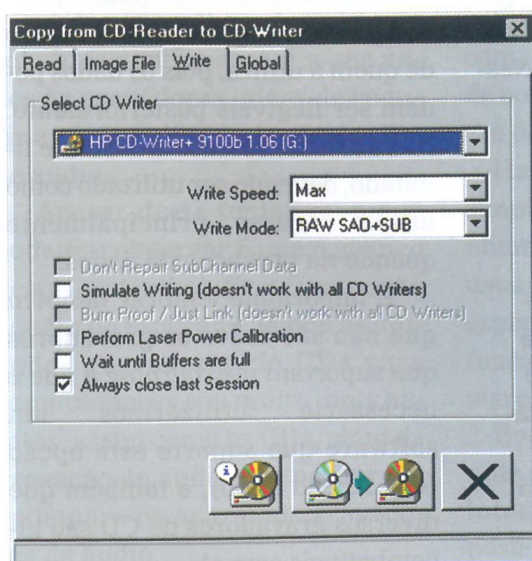 Copy from CD-Reader to CD-Writer
Read Image File Write Global
Select CD Writer
HP CD-Writer+ 9100b 1.06 (G:)
Write Speed: Max
Write Mode: RAW SAO+SUB
Don't Repair SubChannel Data
Simulate Writing (doesn't work with all CD Writers)
Burn Proof / Just Link (doesn't work with all CD Writers)
Perform Laser Power Calibration
Wait until Buffers are full
Always close last Session